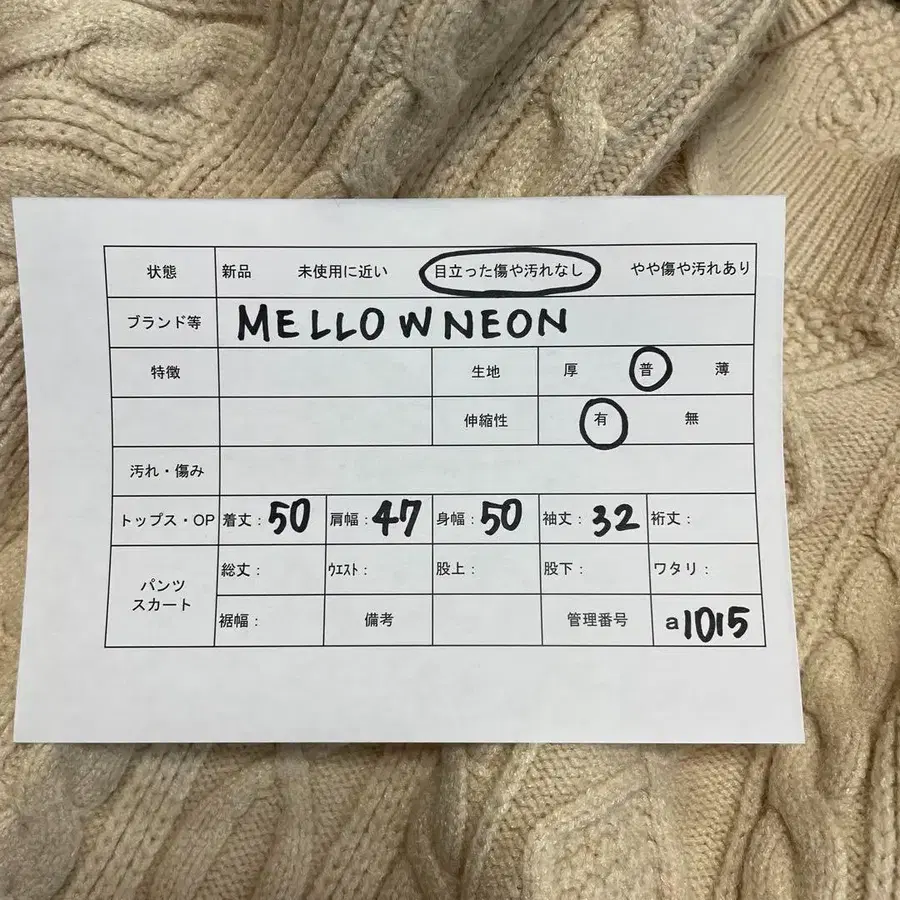 状態 新品 未使用に近い 目立った傷や汚れなし やや傷や汚れあり
ブランド等 MELLOWNEON
特徴 生地 厚 普 薄
伸縮性 有 無
汚れ・傷み
トップス・OP 着丈：50 肩幅：47 身幅：50 袖丈：32 裄丈：
パンツ 総丈： ｳｴｽﾄ： 股上： 股下： ワタリ：
スカート
裾幅： 備考 管理番号 a1015